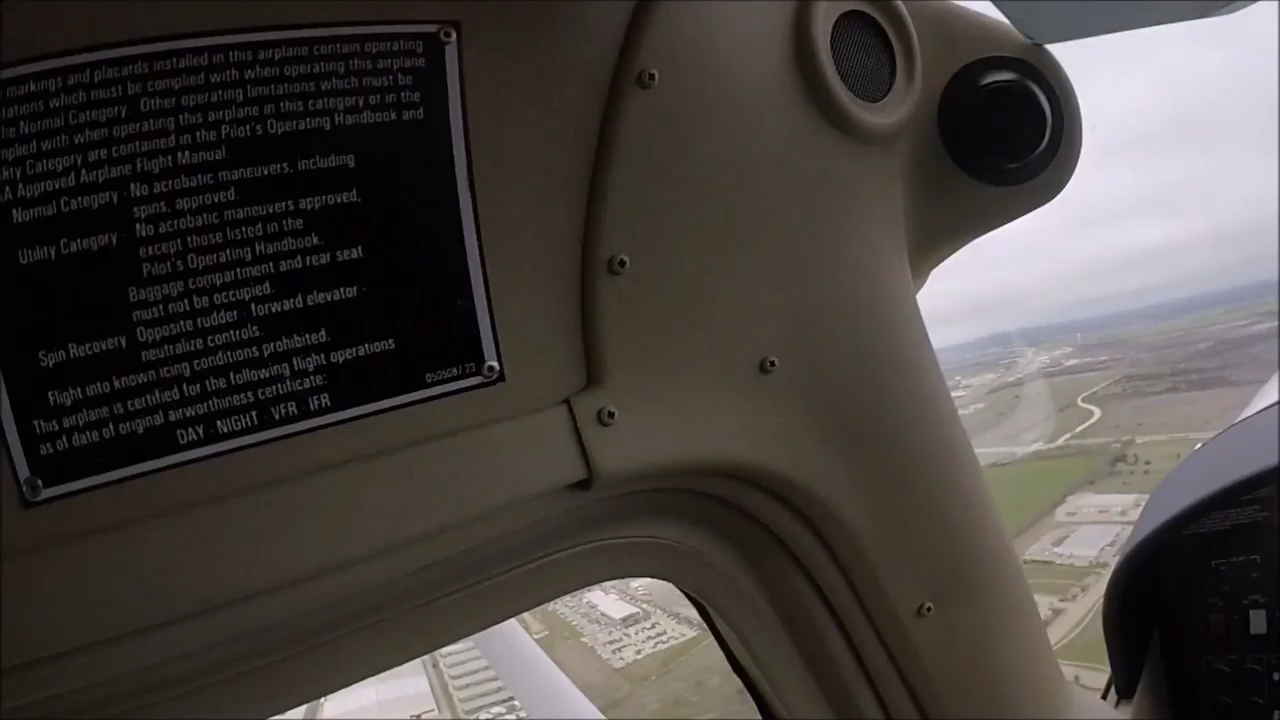 markings and placards installed in this airplane contain operating
tations which must be complied with when operating this airplane
he Normal Category. Other operating limitations which must be
mplied with when operating this airplane in this category or in the
lity Category are contained in the Pilot's Operating Handbook and
AA Approved Airplane Flight Manual.
Normal Category · No acrobatic maneuvers, including
spins, approved.
Utility Category · No acrobatic maneuvers approved,
except those listed in the
Pilot's Operating Handbook.
Baggage compartment and rear seat
must not be occupied.
Spin Recovery · Opposite rudder · forward elevator ·
neutralize controls.
Flight into known icing conditions prohibited.
This airplane is certified for the following flight operations
as of date of original airworthiness certificate:
DAY · NIGHT · VFR · IFR
0505087 23